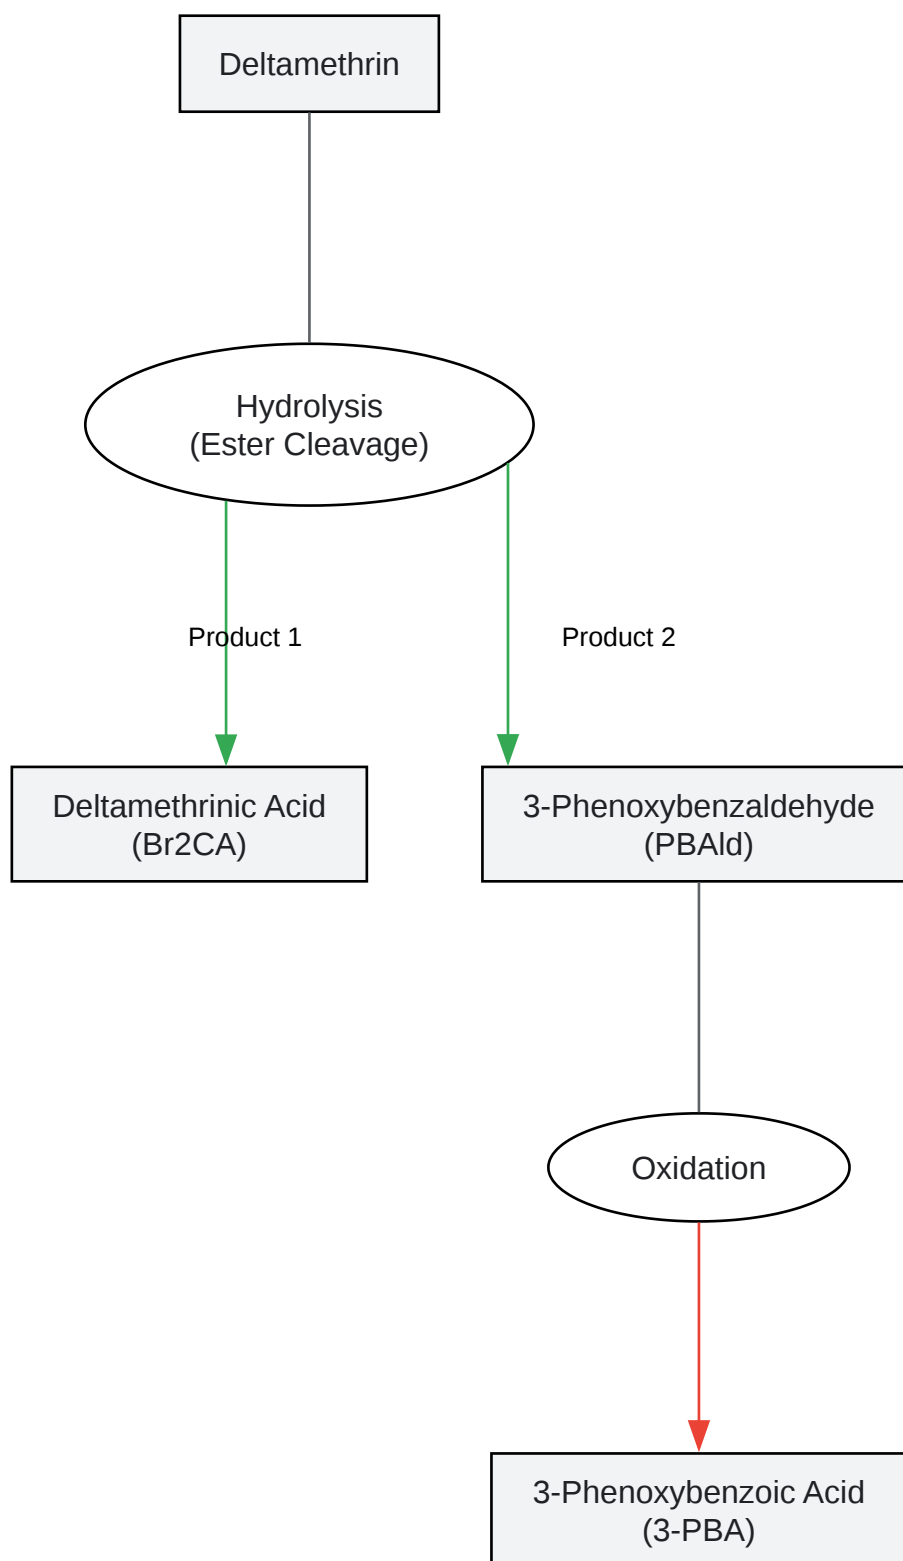 Deltamethrin
Hydrolysis
(Ester Cleavage)
Product 1
Product 2
Deltamethrinic Acid
(Br2CA)
3-Phenoxybenzaldehyde
(PBAld)
Oxidation
3-Phenoxybenzoic Acid
(3-PBA)